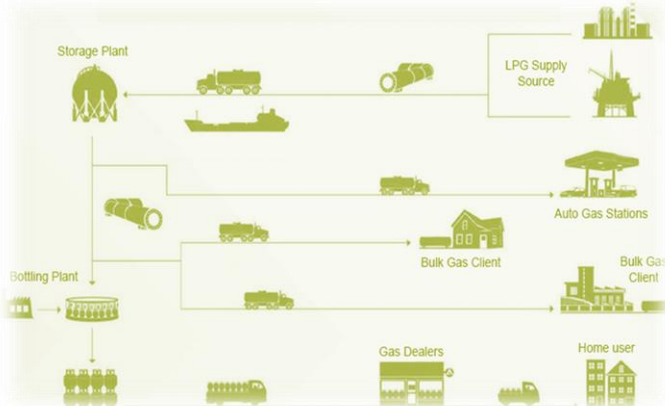 Storage Plant
LPG Supply
Source
Auto Gas Stations
Bulk Gas Client
Bulk Gas
Client
Bottling Plant
Gas Dealers
Home user